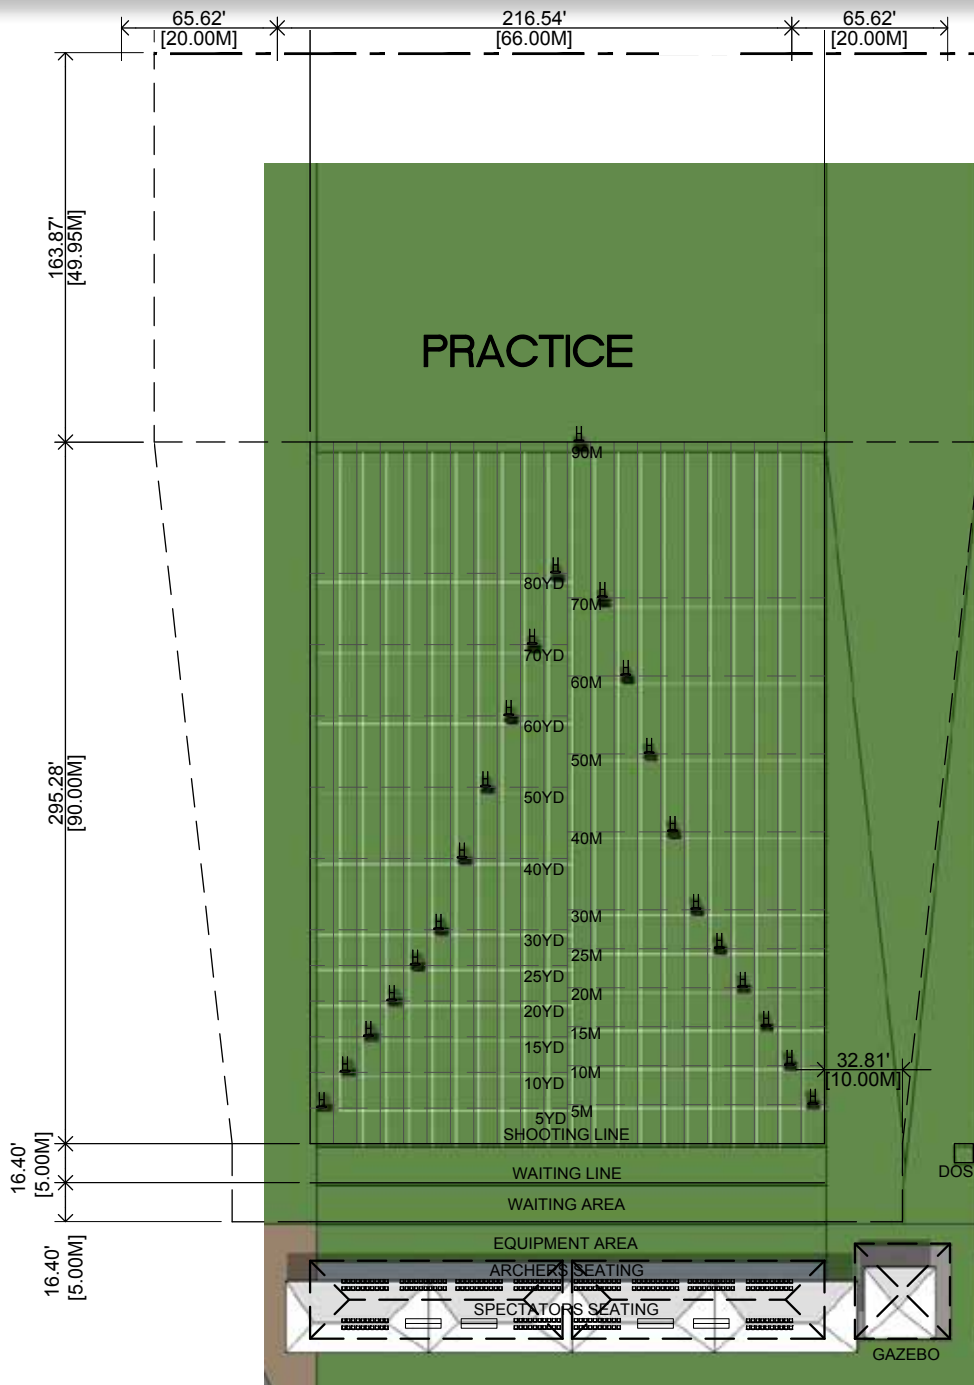 65.62'
[20.00M]
216.54'
[66.00M]
65.62'
[20.00M]
163.87'
[49.95M]
PRACTICE
90M
80YD
70M
70YD
60M
60YD
50M
50YD
40M
40YD
30M
30YD
25M
25YD
20M
20YD
15M
15YD
10M
10YD
5M
5YD
295.28'
[90.00M]
32.81'
[10.00M]
SHOOTING LINE
16.40'
[5.00M]
WAITING LINE
DOS
WAITING AREA
16.40'
[5.00M]
EQUIPMENT AREA
ARCHERS SEATING
SPECTATORS SEATING
GAZEBO